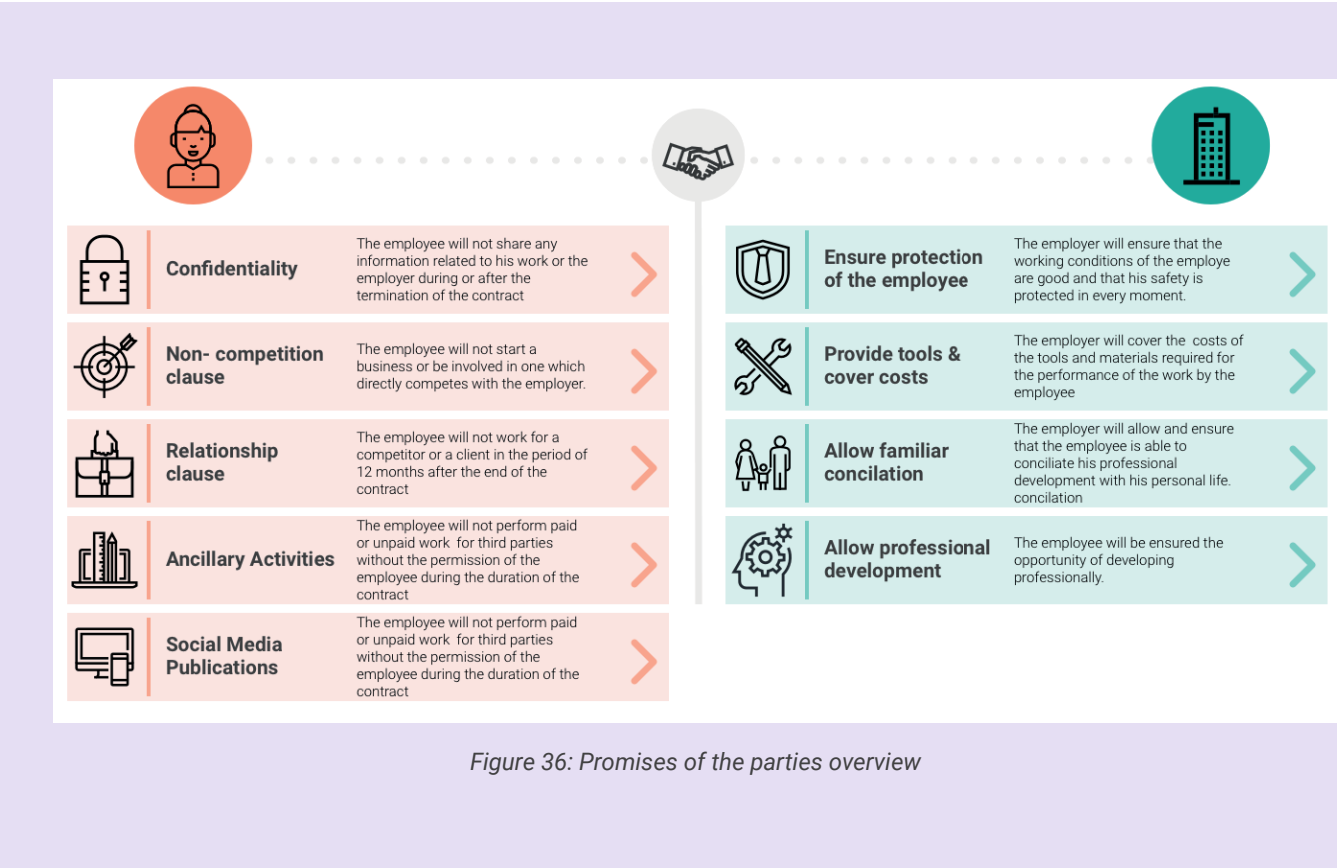 Confidentiality
The employee will not share any
information related to his work or the
employer during or after the
termination of the contract
Non- competition
clause
The employee will not start a
business or be involved in one which
directly competes with the employer.
Relationship
clause
The employee will not work for a
competitor or a client in the period of
12 months after the end of the
contract
Ancillary Activities
The employee will not perform paid
or unpaid work for third parties
without the permission of the
employee during the duration of the
contract
Social Media
Publications
The employee will not perform paid
or unpaid work for third parties
without the permission of the
employee during the duration of the
contract
Ensure protection
of the employee
The employer will ensure that the
working conditions of the employe
are good and that his safety is
protected in every moment.
Provide tools &
cover costs
The employer will cover the costs of
the tools and materials required for
the performance of the work by the
employee
Allow familiar
concilation
The employer will allow and ensure
that the employee is able to
conciliate his professional
development with his personal life.
concilation
Allow professional
development
The employee will be ensured the
opportunity of developing
professionally.
Figure 36: Promises of the parties overview